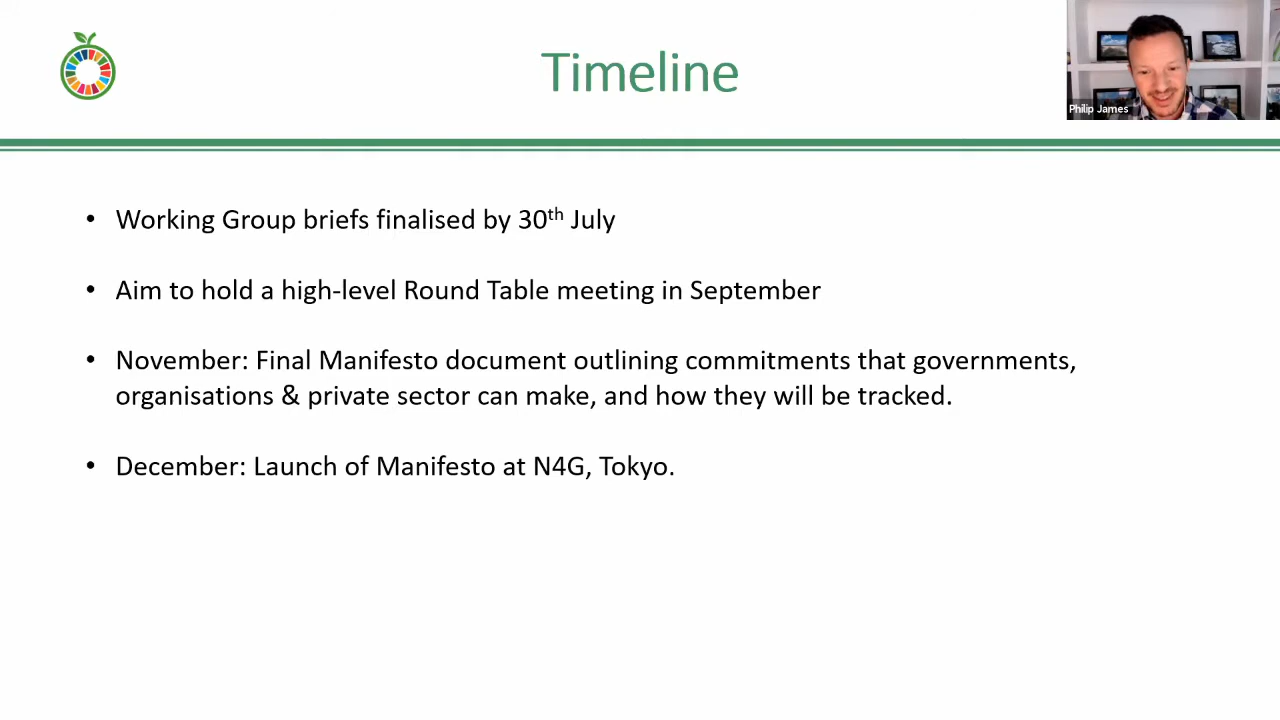 Timeline
Philip James
• Working Group briefs finalised by 30th July
• Aim to hold a high-level Round Table meeting in September
• November: Final Manifesto document outlining commitments that governments,
organisations & private sector can make, and how they will be tracked.
• December: Launch of Manifesto at N4G, Tokyo.